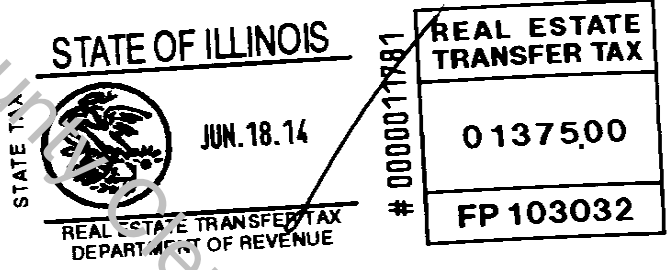 STATE OF ILLINOIS
STATE TAX
JUN.18.14
REAL ESTATE TRANSFER TAX
DEPARTMENT OF REVENUE
# 0000011781
REAL ESTATE
TRANSFER TAX
01375,00
FP 103032